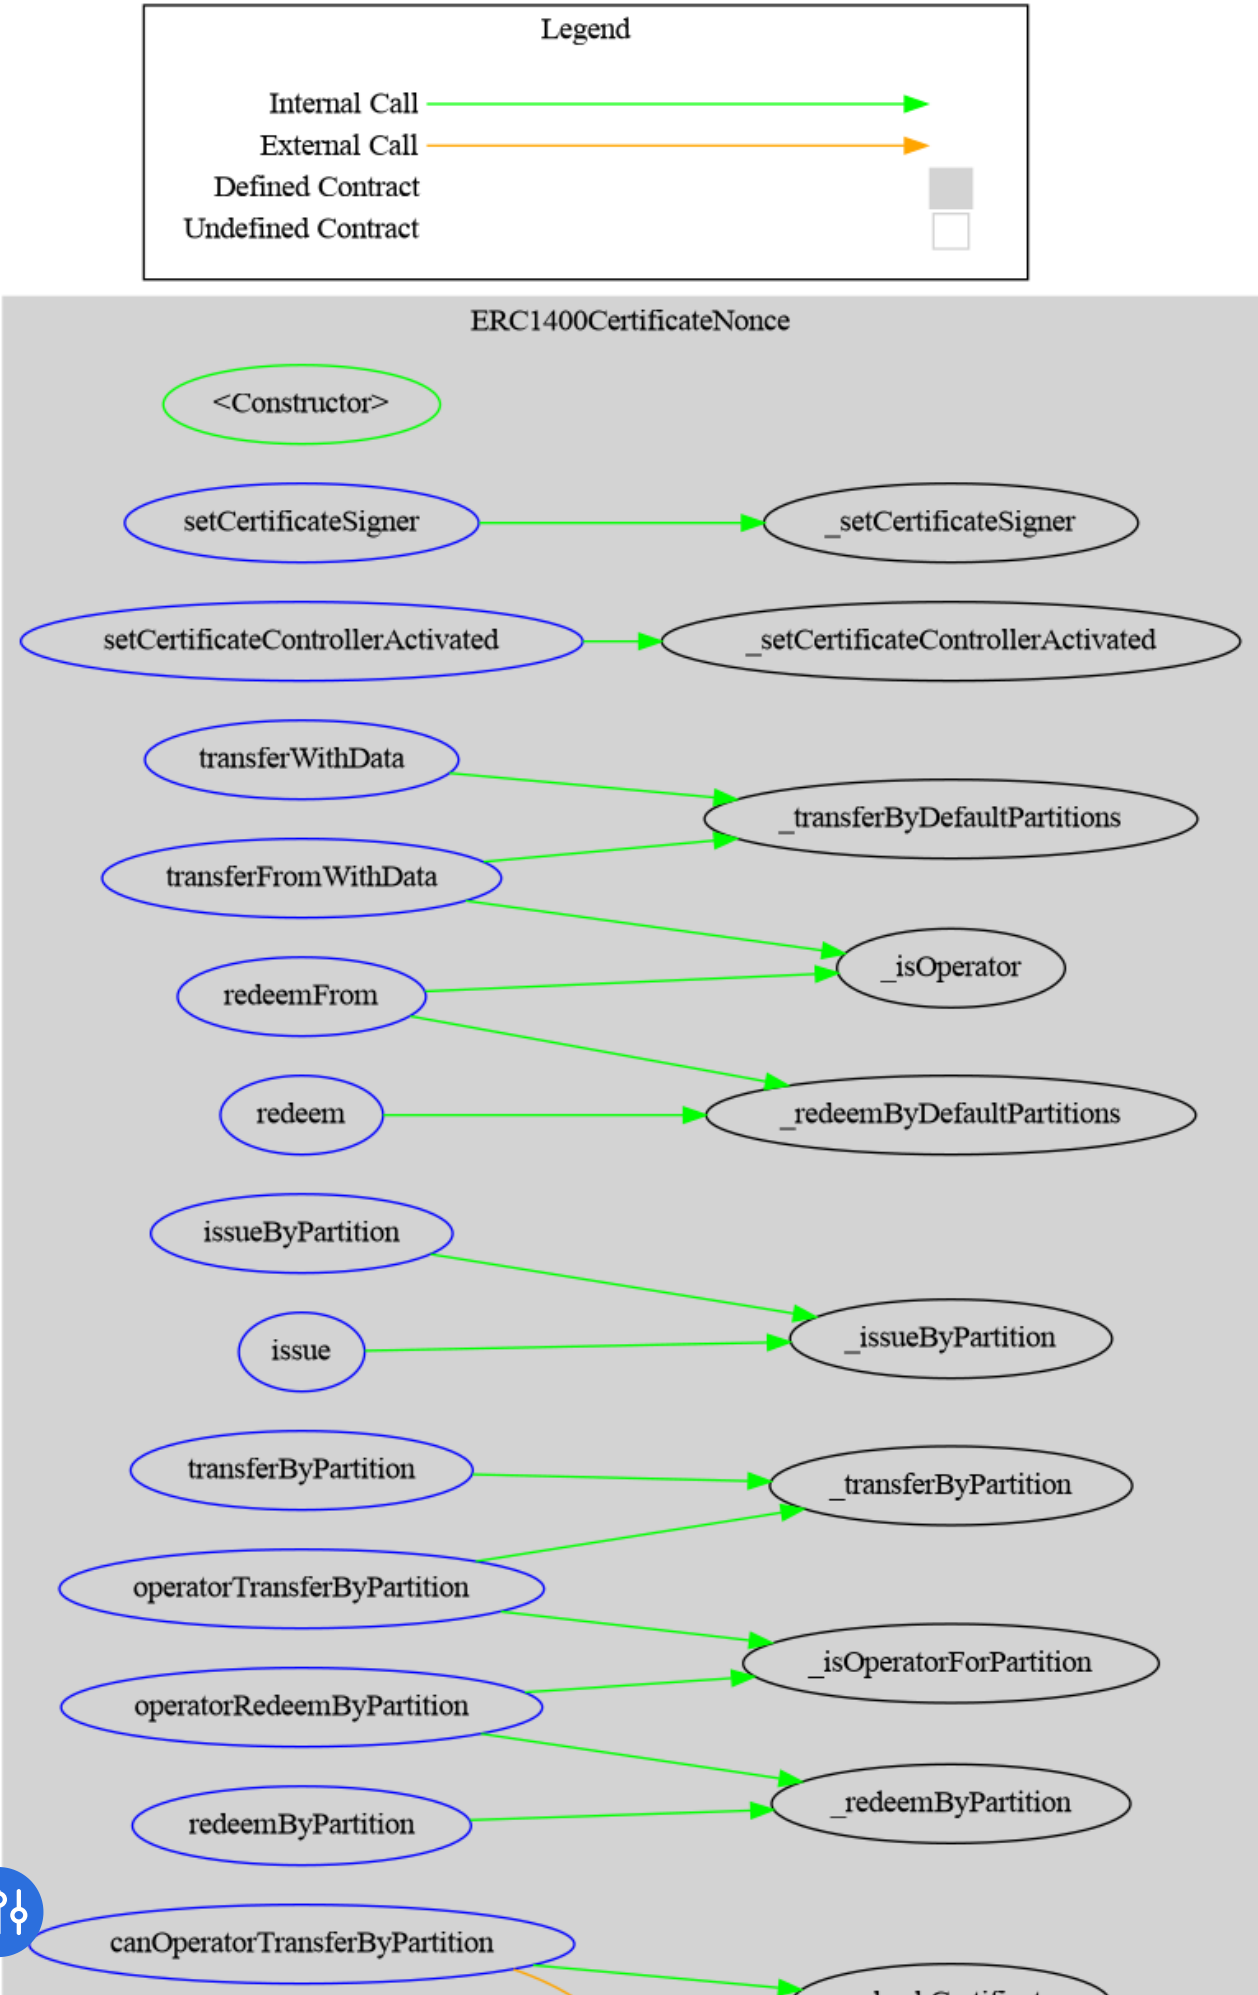 Legend
Internal Call
External Call
Defined Contract
Undefined Contract
ERC1400CertificateNonce
<Constructor>
setCertificateSigner
_setCertificateSigner
setCertificateControllerActivated
_setCertificateControllerActivated
transferWithData
_transferByDefaultPartitions
transferFromWithData
_isOperator
redeemFrom
redeem
_redeemByDefaultPartitions
issueByPartition
issue
_issueByPartition
transferByPartition
_transferByPartition
operatorTransferByPartition
_isOperatorForPartition
operatorRedeemByPartition
_redeemByPartition
redeemByPartition
canOperatorTransferByPartition